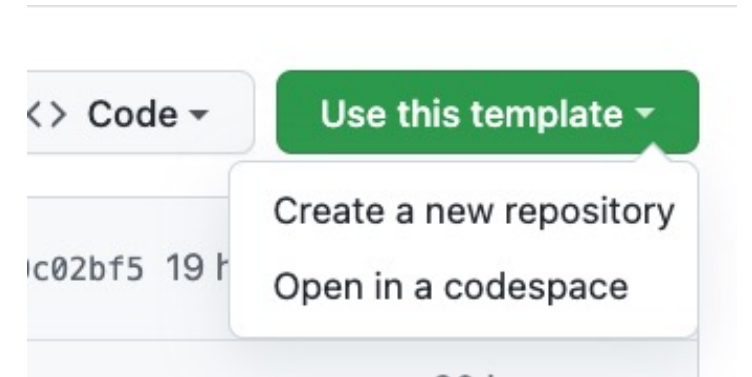 <> Code Use this template
Create a new repository
c02bf5 19
Open in a codespace